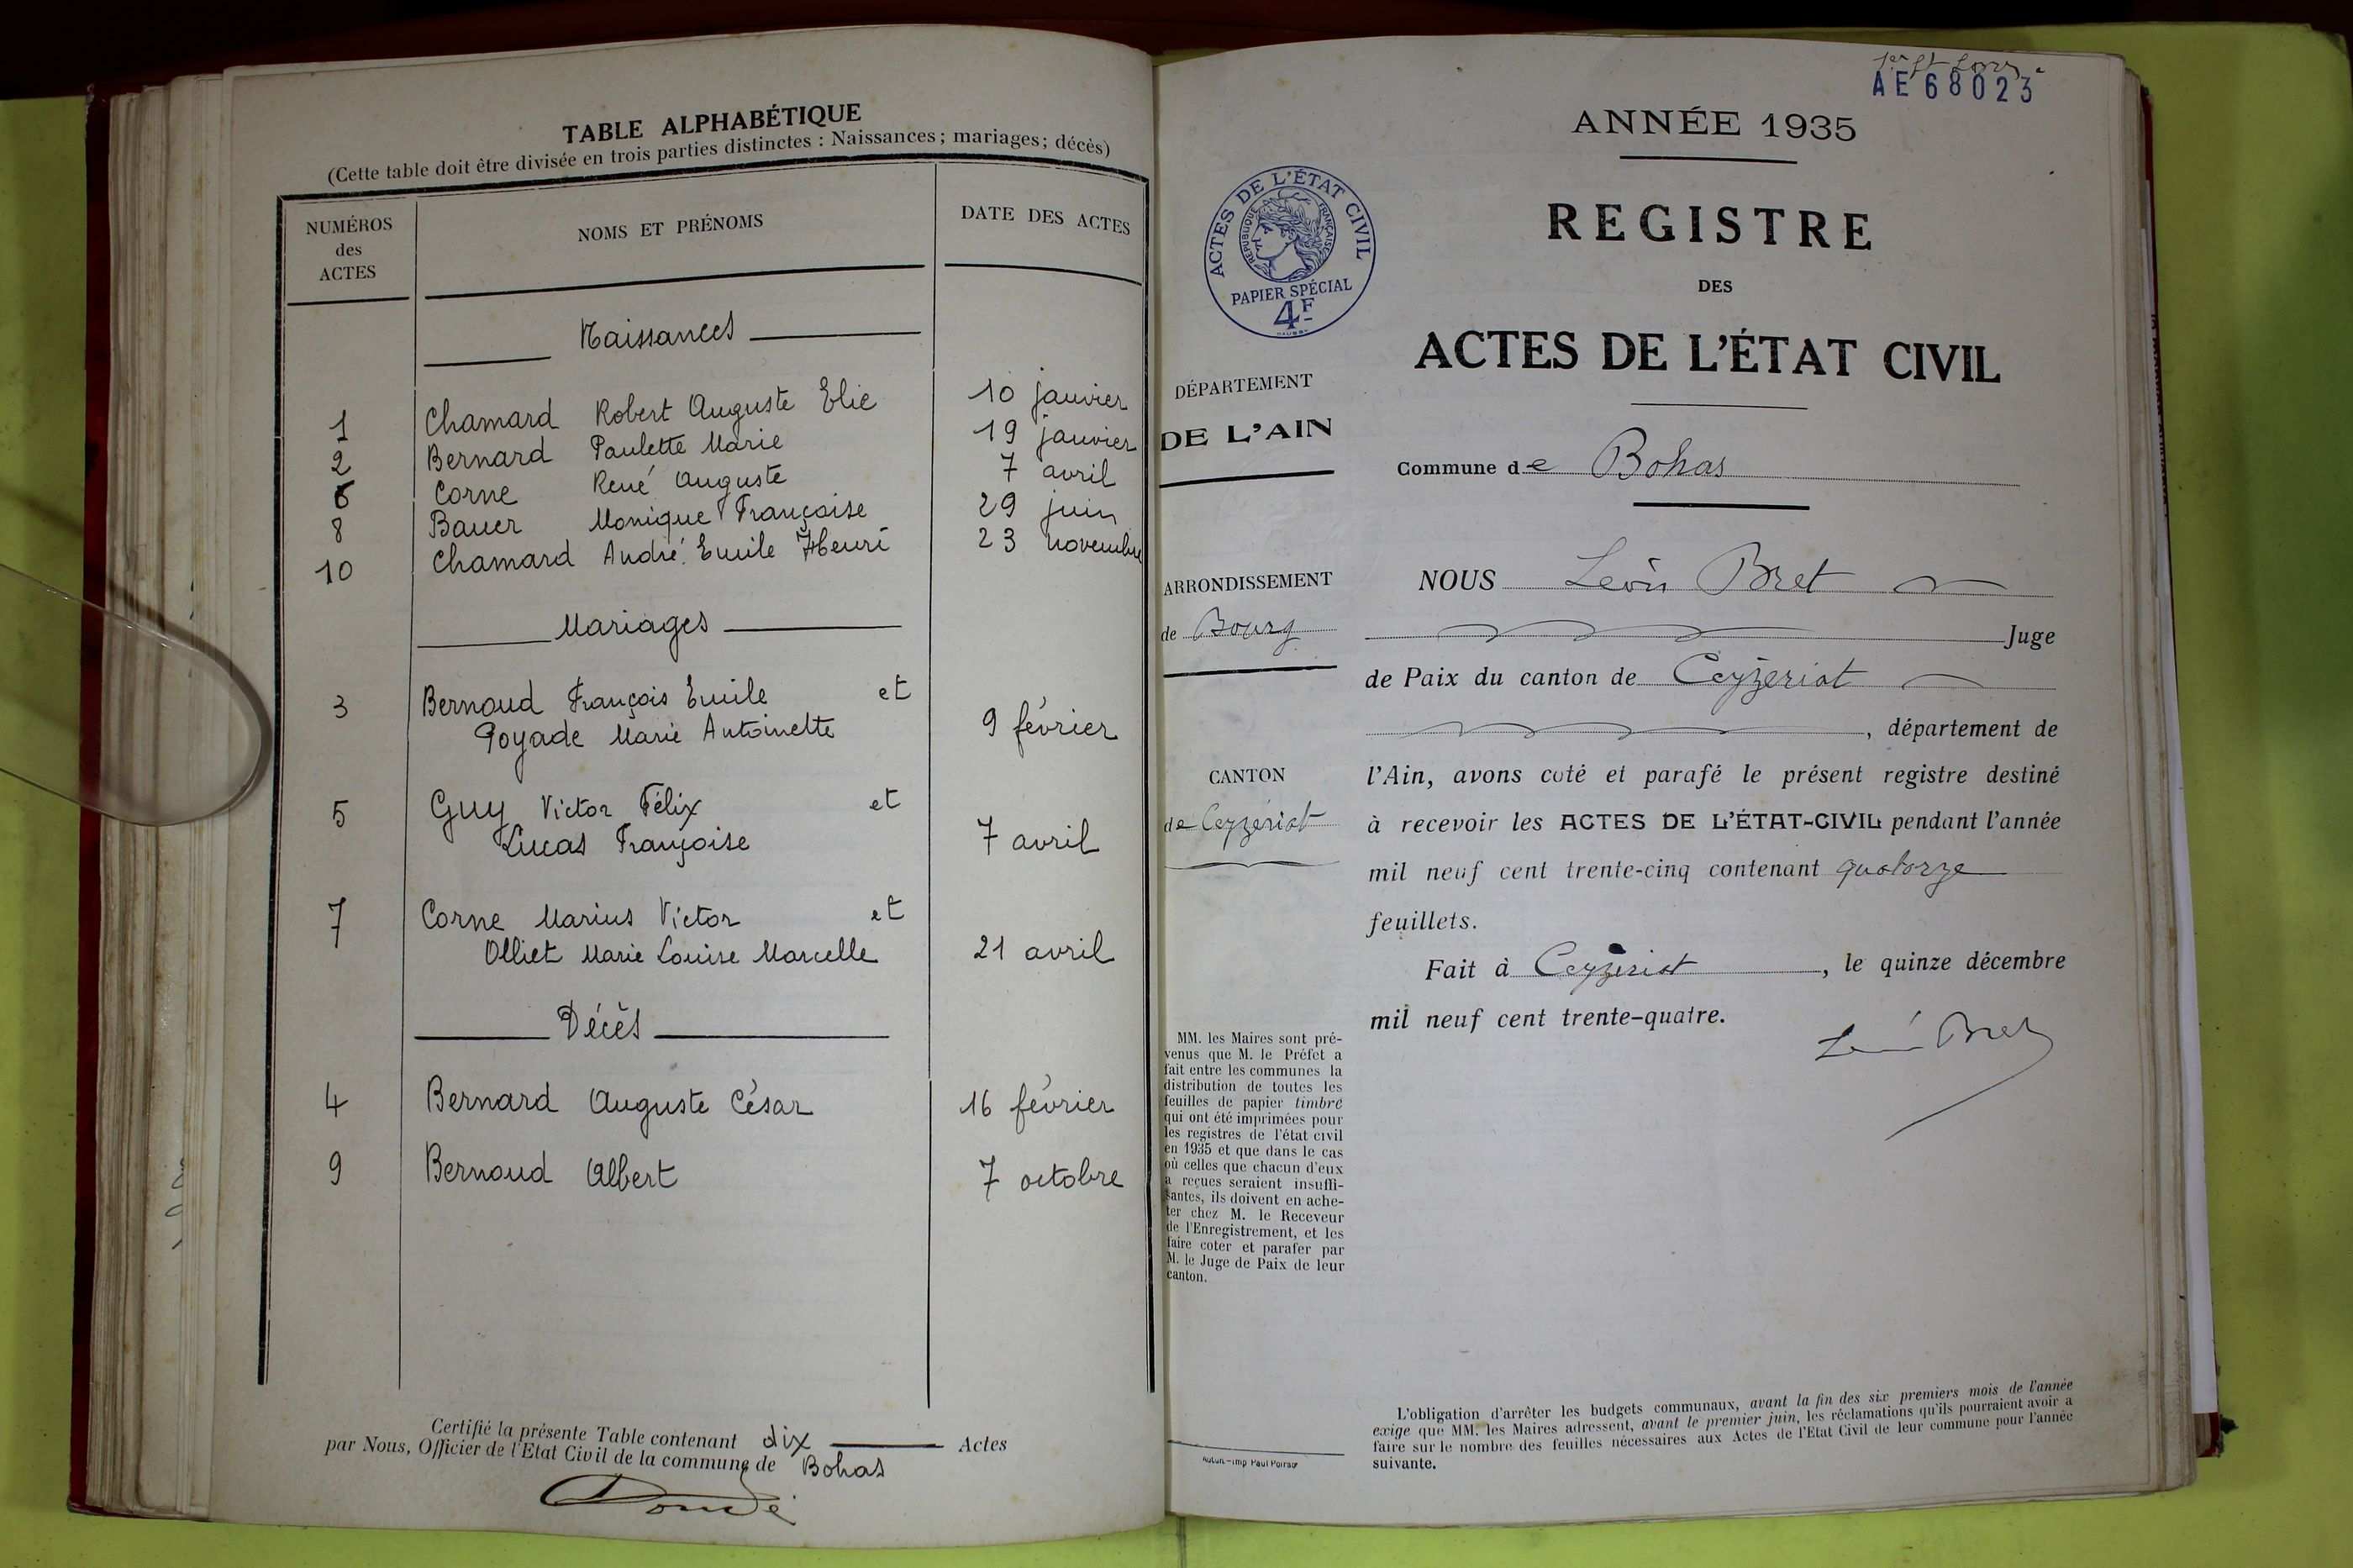 TABLE ALPHABÉTIQUE
(Cette table doit être divisée en trois parties distinctes : Naissances ; mariages ; décès)
NUMÉROS des ACTES
NOMS ET PRÉNOMS
DATE DES ACTES
Naissances
1 Chamard Robert Auguste Elie 10 janvier
2 Bernard Paulette Marie 19 janvier
6 Corne René Auguste 7 avril
8 Bauer Monique Françoise 29 juin
10 Chamard André Emile Henri 23 novembre
Mariages
3 Bernoud François Emile et
Poyade Marie Antoinette 9 février
5 Guy Victor Félix et
Lucas Françoise 7 avril
7 Corne Marius Victor et
Olliet Marie Louise Marcelle 21 avril
Décès
4 Bernard Auguste César 16 février
9 Bernoud Albert 7 octobre
Certifié la présente Table contenant dix Actes
par Nous, Officier de l'Etat Civil de la commune de Bohas
AE68023
ANNÉE 1935
REGISTRE
DES
ACTES DE L'ÉTAT CIVIL
ACTES DE L'ÉTAT CIVIL
RÉPUBLIQUE FRANÇAISE
PAPIER SPÉCIAL
4F
DÉPARTEMENT
DE L'AIN
Commune de Bohas
ARRONDISSEMENT
de Bourg
CANTON
de Ceyzériat
NOUS Léon Bret
Juge
de Paix du canton de Ceyzériat
, département de
l'Ain, avons coté et parafé le présent registre destiné
à recevoir les ACTES DE L'ÉTAT-CIVIL pendant l'année
mil neuf cent trente-cinq contenant quatorze
feuillets.
Fait à Ceyzériat, le quinze décembre
mil neuf cent trente-quatre.
Léon Bret
MM. les Maires sont pré-
venus que M. le Préfet a
fait entre les communes la
distribution de toutes les
feuilles de papier timbré
qui ont été imprimées pour
les registres de l'état civil
en 1935 et que dans le cas
où celles que chacun d'eux
a reçues seraient insuffi-
santes, ils doivent en ache-
ter chez M. le Receveur
de l'Enregistrement, et les
faire coter et parafer par
M. le Juge de Paix de leur
canton.
L'obligation d'arrêter les budgets communaux, avant la fin des six premiers mois de l'année
exige que MM. les Maires adressent, avant le premier juin, les réclamations qu'ils pourraient avoir a
faire sur le nombre des feuilles nécessaires aux Actes de l'Etat Civil de leur commune pour l'année
suivante.